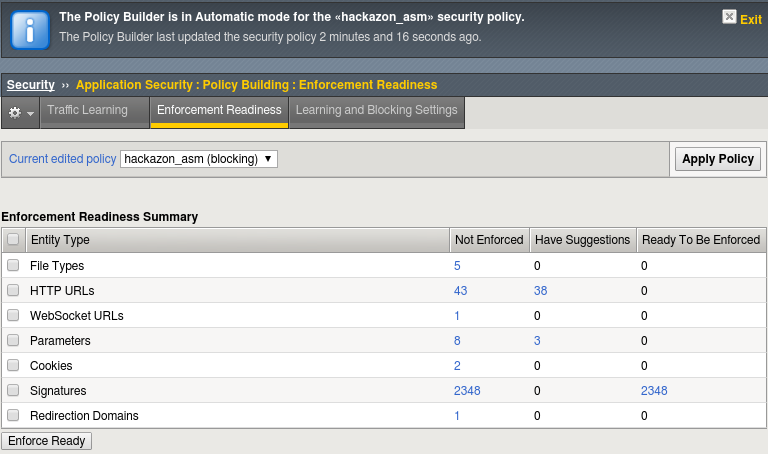 The Policy Builder is in Automatic mode for the «hackazon_asm» security policy.
Exit
The Policy Builder last updated the security policy 2 minutes and 16 seconds ago.
Security ›› Application Security : Policy Building : Enforcement Readiness
Traffic Learning Enforcement Readiness Learning and Blocking Settings
Current edited policy hackazon_asm (blocking) Apply Policy
Enforcement Readiness Summary
Entity Type Not Enforced Have Suggestions Ready To Be Enforced
File Types 5 0 0
HTTP URLs 43 38 0
WebSocket URLs 1 0 0
Parameters 8 3 0
Cookies 2 0 0
Signatures 2348 0 2348
Redirection Domains 1 0 0
Enforce Ready